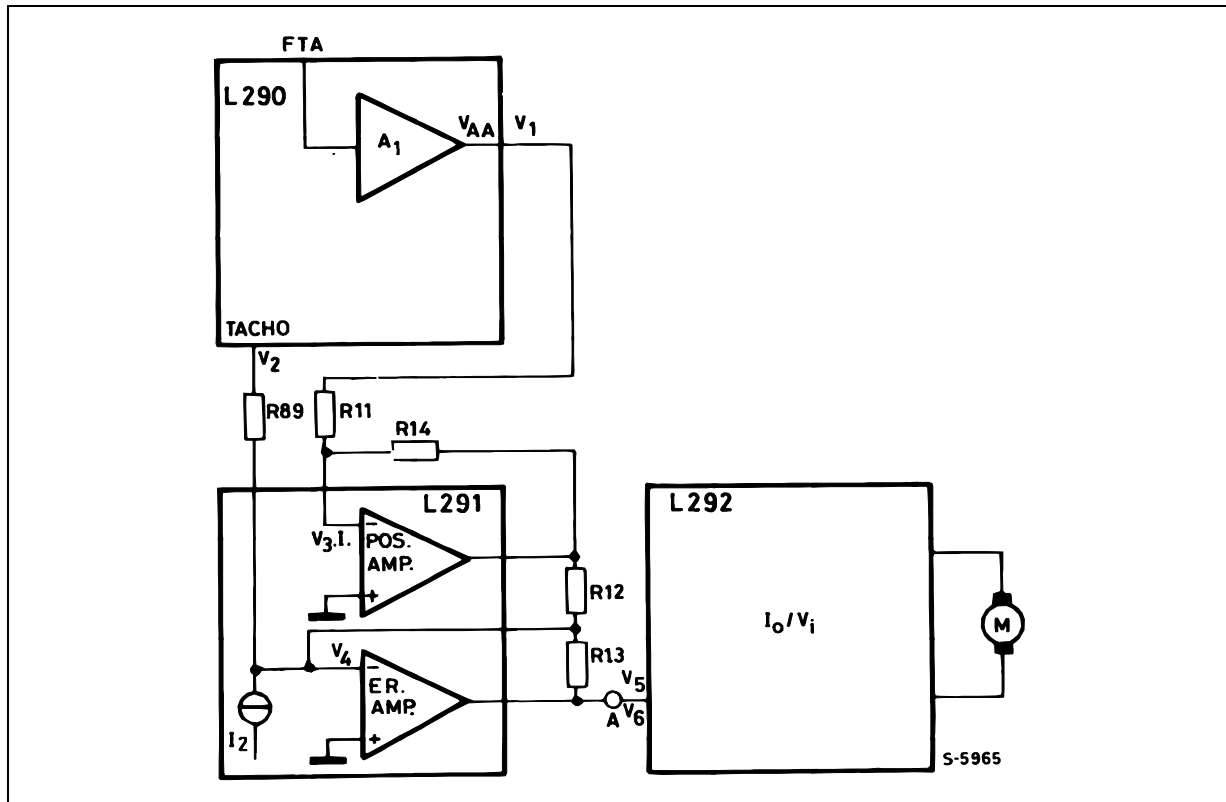 FTA
L290
A1
VAA
V1
TACHO
V2
R89
R11
R14
L291
V3.I.
POS.
AMP.
R12
V4
R13
ER.
AMP.
I2
V5
A
V6
L292
Io/Vi
M
S-5965